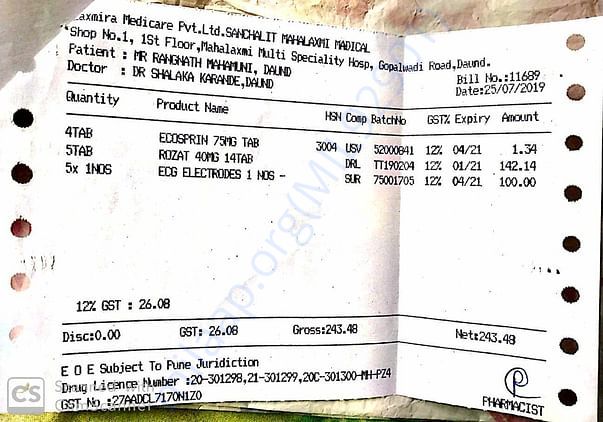 Laxmira Medicare Pvt.Ltd.SANCHALIT MAHALAXMI MADICAL
Shop No.1, 1St Floor,Mahalaxmi Multi Speciality Hosp, Gopalwadi Road,Daund.
Patient : MR RANGNATH MAHAMUNI, DAUND
Doctor : DR SHALAKA KARANDE,DAUND
Bill No.:11689
Date:25/07/2019
Quantity Product Name HSN Comp BatchNo GST% Expiry Amount
4TAB ECOSPRIN 75MG TAB 3004 USV 52000841 12% 04/21 1.34
5TAB ROZAT 40MG 14TAB DRL TT190204 12% 01/21 142.14
5x 1NOS ECG ELECTRODES 1 NOS - SUR 75001705 12% 04/21 100.00
12% GST : 26.08
Disc:0.00 GST: 26.08 Gross:243.48 Net:243.48
E O E Subject To Pune Juridiction
Drug Licence Number :20-301298,21-301299,20C-301300-MH-PZ4
GST No :27AADCL7170N1ZO
PHARMACIST
CS